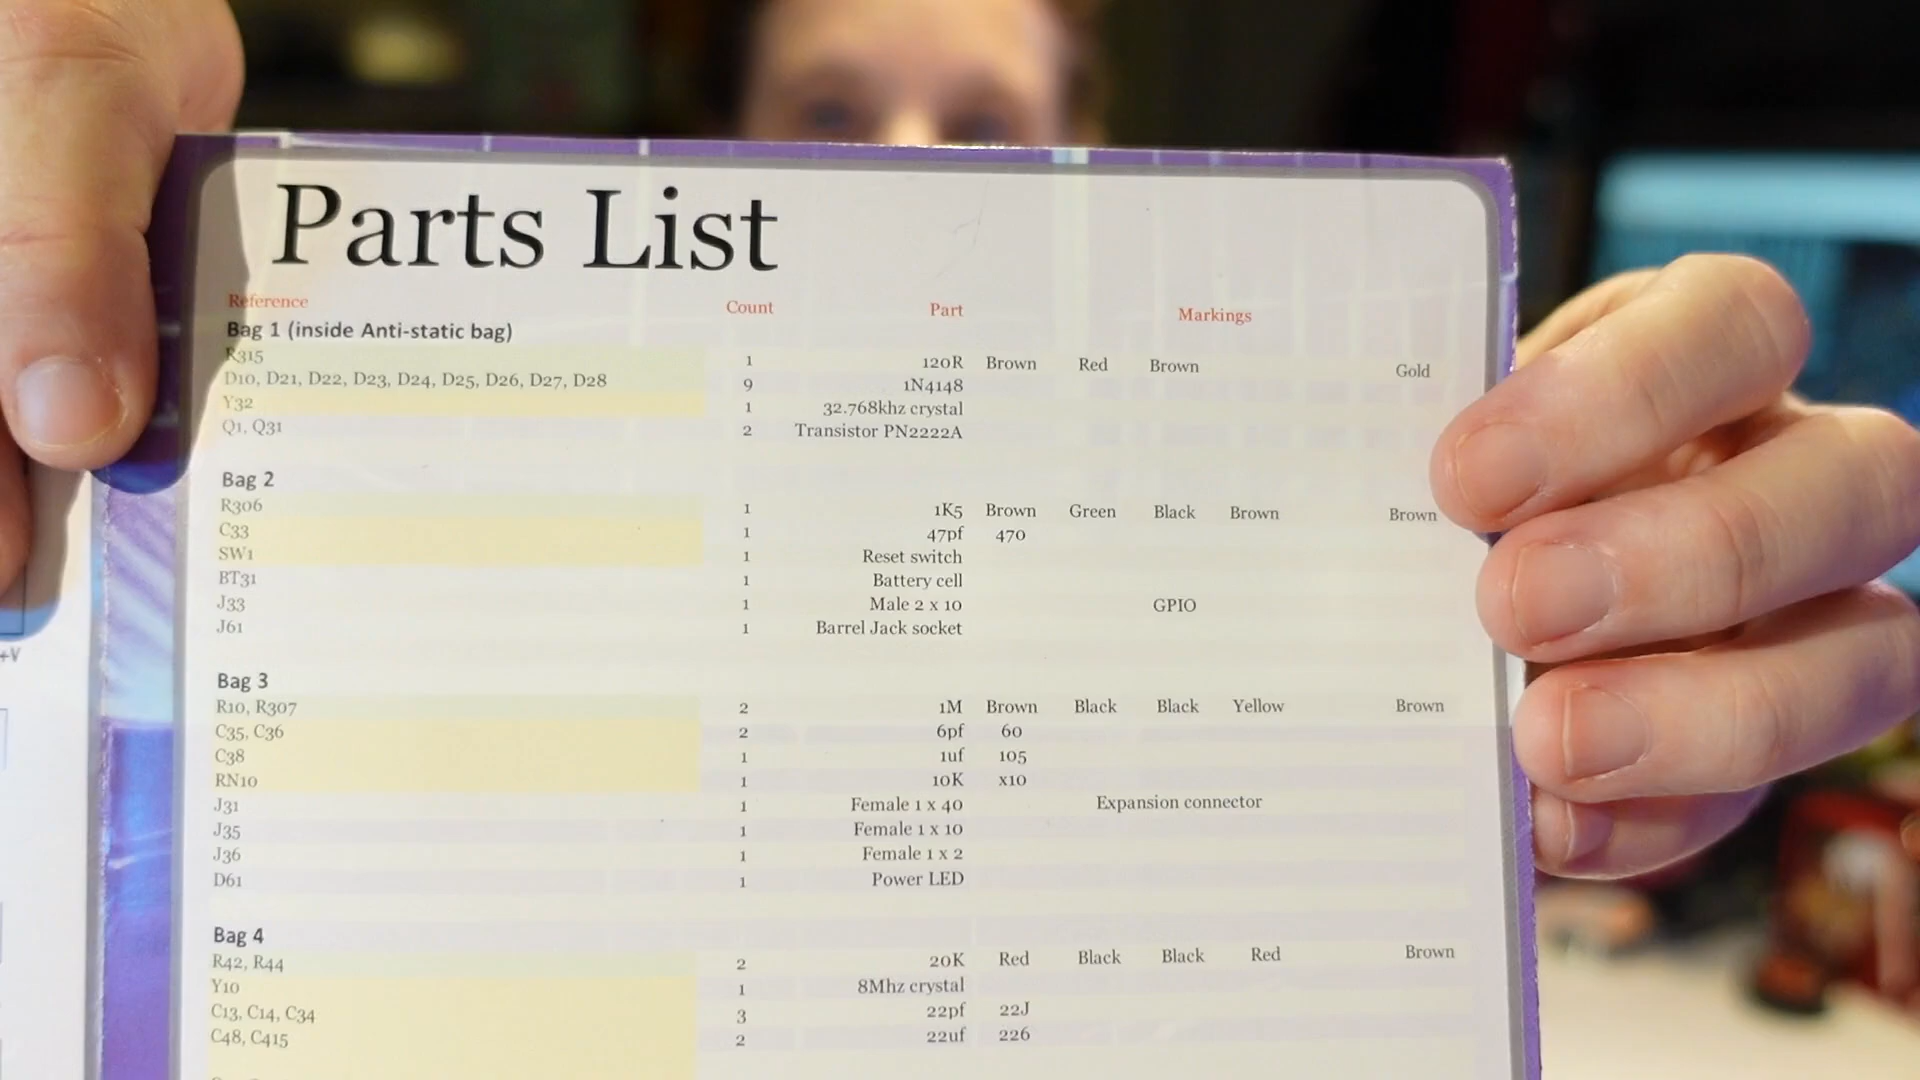 Parts List
Reference Count Part Markings
Bag 1 (inside Anti-static bag)
R315 1 120R Brown Red Brown Gold
D10, D21, D22, D23, D24, D25, D26, D27, D28 9 1N4148
Y32 1 32.768khz crystal
Q1, Q31 2 Transistor PN2222A
Bag 2
R306 1 1K5 Brown Green Black Brown Brown
C33 1 47pf 470
SW1 1 Reset switch
BT31 1 Battery cell
J33 1 Male 2 x 10 GPIO
J61 1 Barrel Jack socket
Bag 3
R10, R307 2 1M Brown Black Black Yellow Brown
C35, C36 2 6pf 60
C38 1 1uf 105
RN10 1 10K x10
J31 1 Female 1 x 40 Expansion connector
J35 1 Female 1 x 10
J36 1 Female 1 x 2
D61 1 Power LED
Bag 4
R42, R44 2 20K Red Black Black Red Brown
Y10 1 8Mhz crystal
C13, C14, C34 3 22pf 22J
C48, C415 2 22uf 226
+V